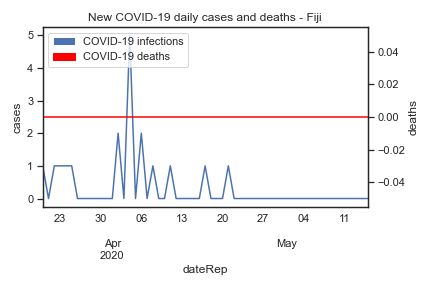 New COVID-19 daily cases and deaths - Fiji
COVID-19 infections
COVID-19 deaths
cases
5
4
3
2
1
0
deaths
0.04
0.02
0.00
−0.02
−0.04
23 30 06 13 20 27 04 11
Apr May
2020
dateRep